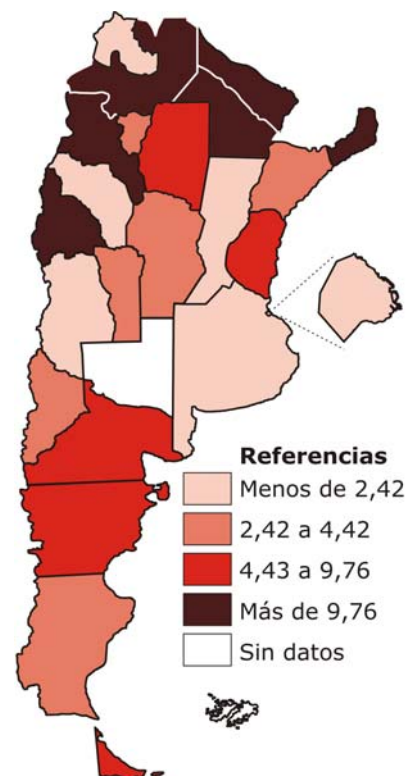 Referencias
Menos de 2,42
2,42 a 4,42
4,43 a 9,76
Más de 9,76
Sin datos